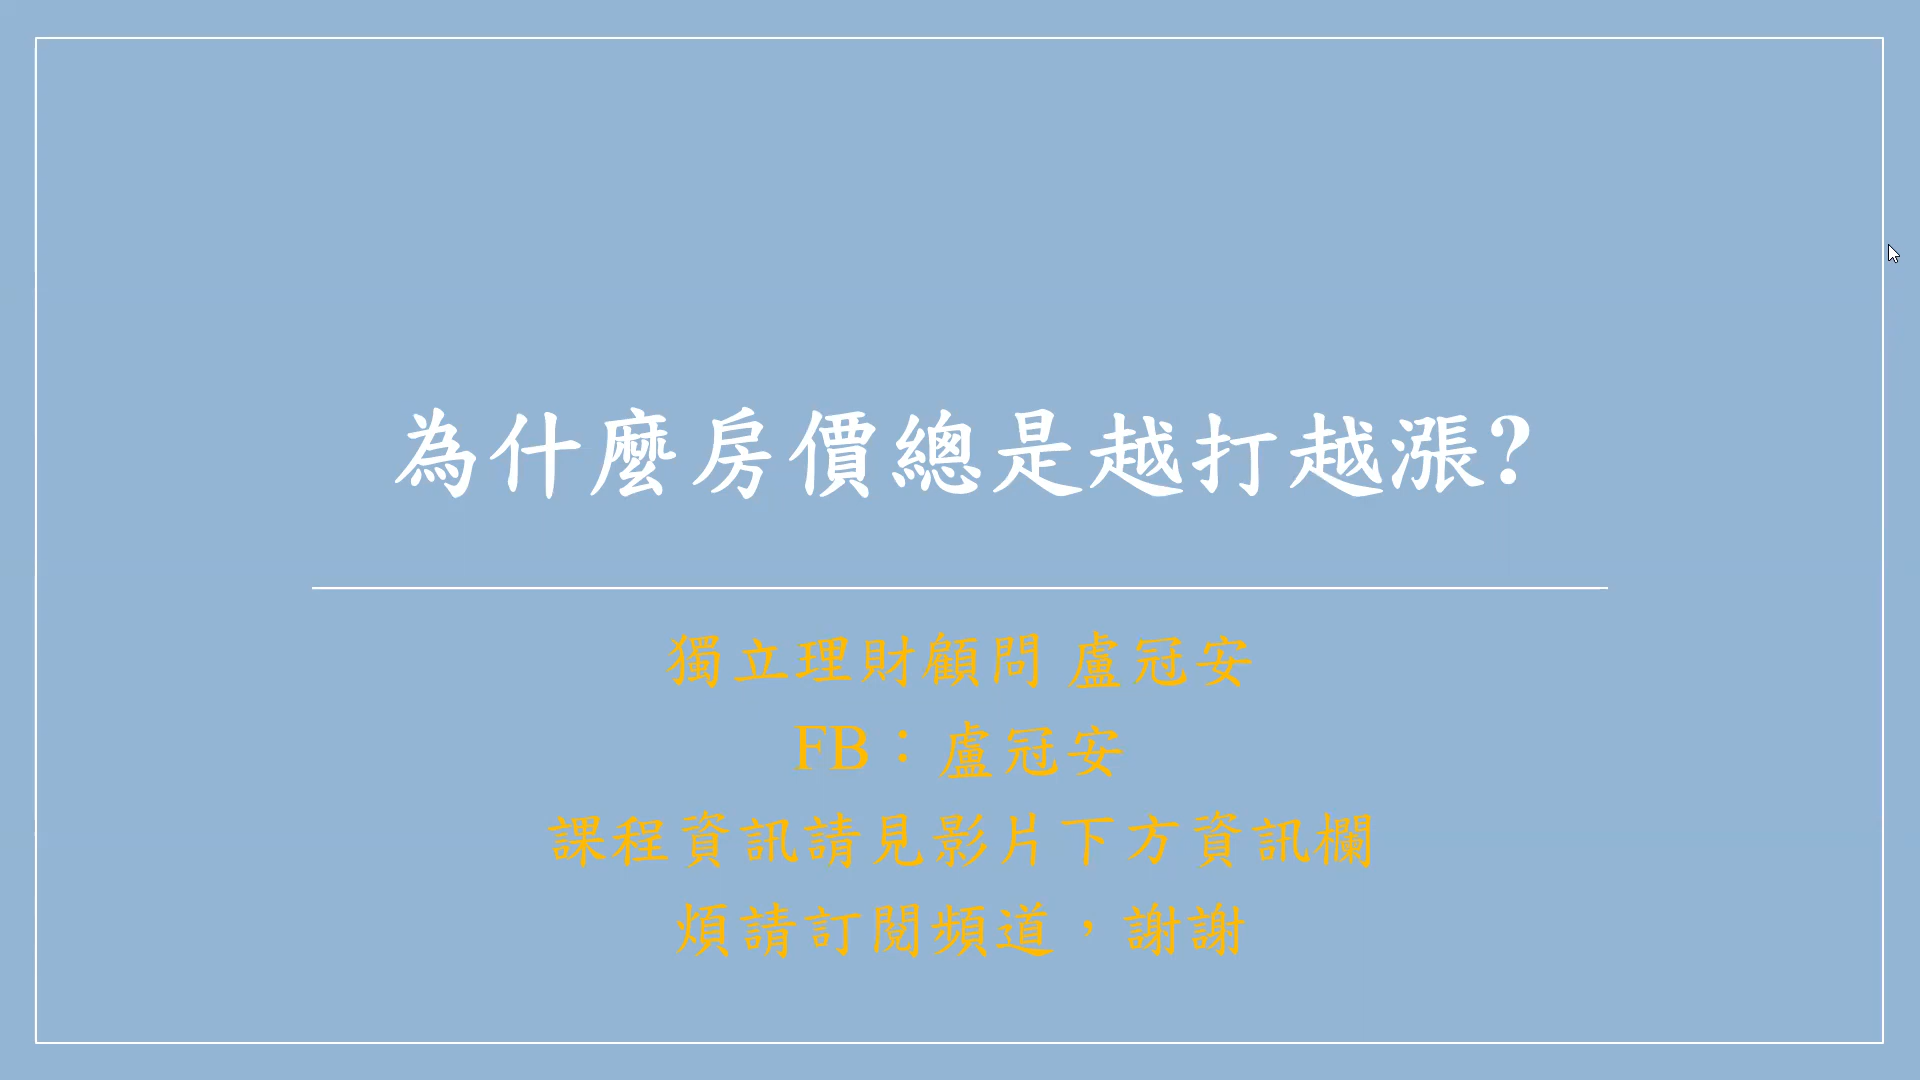 為什麼房價總是越打越漲?
獨立理財顧問 盧冠安
FB：盧冠安
課程資訊請見影片下方資訊欄
煩請訂閱頻道，謝謝